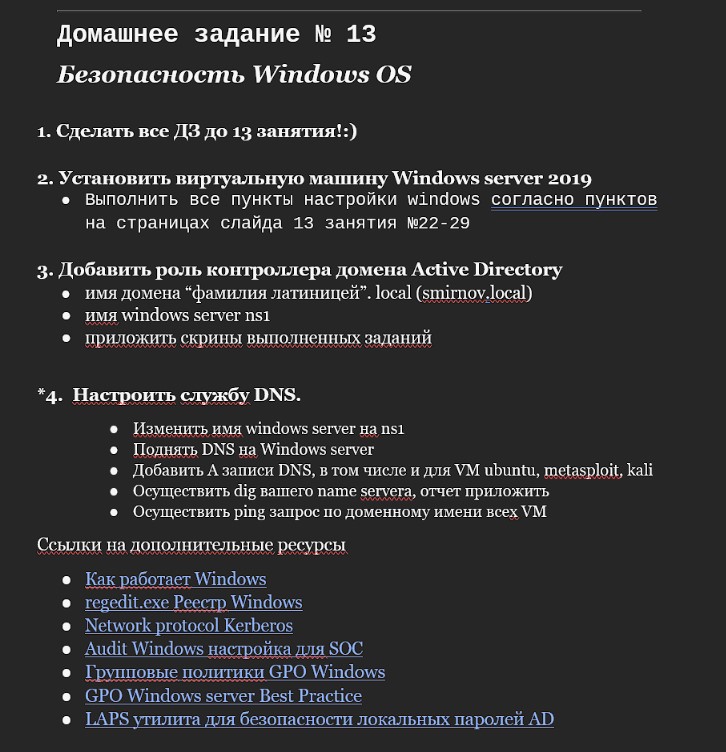 Домашнее задание № 13
Безопасность Windows OS
1. Сделать все ДЗ до 13 занятия!:)
2. Установить виртуальную машину Windows server 2019
● Выполнить все пункты настройки windows согласно пунктов
на страницах слайда 13 занятия №22-29
3. Добавить роль контроллера домена Active Directory
● имя домена “фамилия латиницей”. local (smirnov.local)
● имя windows server ns1
● приложить скрины выполненных заданий
*4. Настроить службу DNS.
● Изменить имя windows server на ns1
● Поднять DNS на Windows server
● Добавить А записи DNS, в том числе и для VM ubuntu, metasploit, kali
● Осуществить dig вашего name serverа, отчет приложить
● Осуществить ping запрос по доменному имени всех VM
Ссылки на дополнительные ресурсы
● Как работает Windows
● regedit.exe Реестр Windows
● Network protocol Kerberos
● Audit Windows настройка для SOC
● Групповые политики GPO Windows
● GPO Windows server Best Practice
● LAPS утилита для безопасности локальных паролей AD